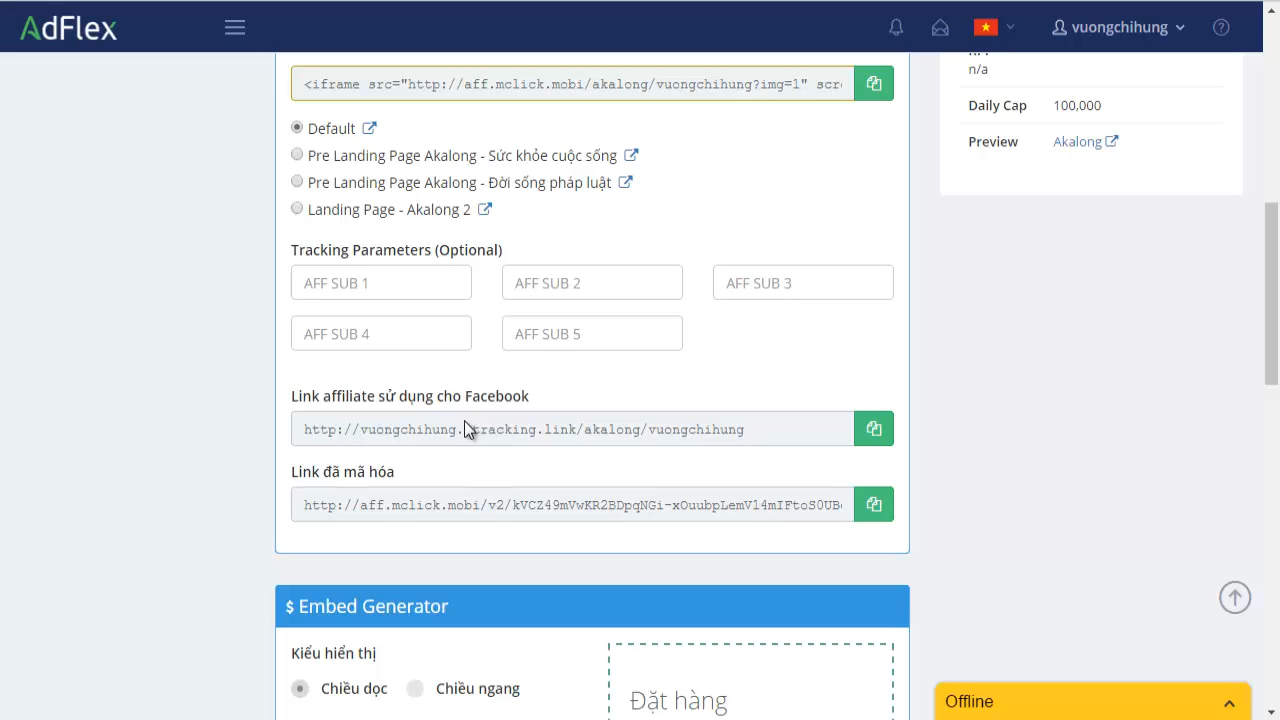 AdFlex
vuongchihung
<iframe src="http://aff.mclick.mobi/akalong/vuongchihung?img=1" scr
n/a
Default
Daily Cap 100,000
Pre Landing Page Akalong - Sức khỏe cuộc sống
Preview Akalong
Pre Landing Page Akalong - Đời sống pháp luật
Landing Page - Akalong 2
Tracking Parameters (Optional)
AFF SUB 1 AFF SUB 2 AFF SUB 3
AFF SUB 4 AFF SUB 5
Link affiliate sử dụng cho Facebook
http://vuongchihung. tracking.link/akalong/vuongchihung
Link đã mã hóa
http://aff.mclick.mobi/v2/kVCZ49mVwKR2BDpqNGi-xOuubpLemV14mIFtoS0UB
$ Embed Generator
Kiểu hiển thị
Chiều dọc Chiều ngang
Đặt hàng
Offline